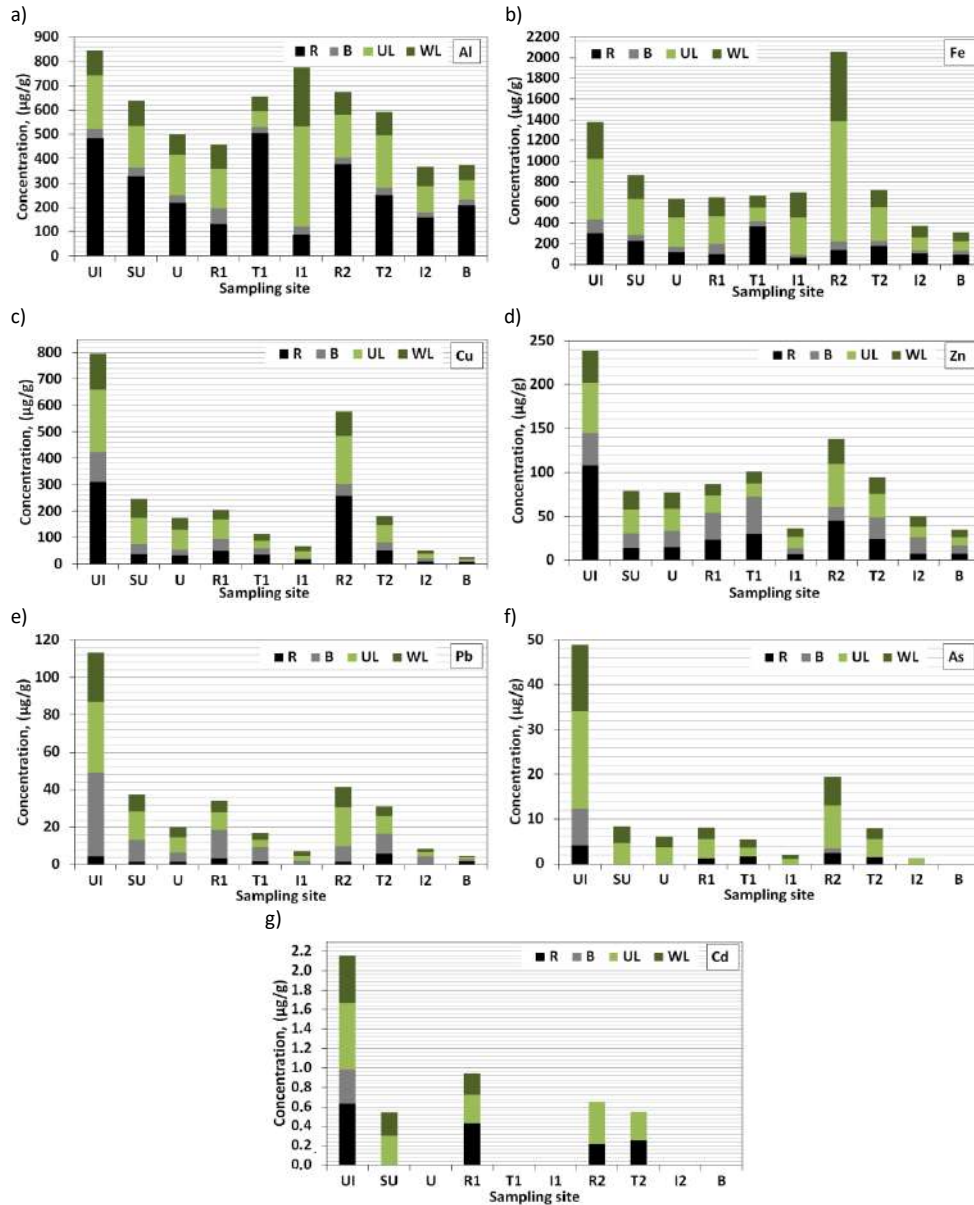 a)
900
800
700
600
500
400
300
200
100
0
Concentration, (µg/g)
R B UL WL
Al
UI SU U R1 T1 I1 R2 T2 I2 B
Sampling site
b)
2200
2000
1800
1600
1400
1200
1000
800
600
400
200
0
Concentration, (µg/g)
R B UL WL
Fe
UI SU U R1 T1 I1 R2 T2 I2 B
Sampling site
c)
800
700
600
500
400
300
200
100
0
Concentration, (µg/g)
R B UL WL
Cu
UI SU U R1 T1 I1 R2 T2 I2 B
Sampling site
d)
250
200
150
100
50
0
Concentration, (µg/g)
R B UL WL
Zn
UI SU U R1 T1 I1 R2 T2 I2 B
Sampling site
e)
120
100
80
60
40
20
0
Concentration, (µg/g)
R B UL WL
Pb
UI SU U R1 T1 I1 R2 T2 I2 B
Sampling site
f)
50
40
30
20
10
0
Concentration, (µg/g)
R B UL WL
As
UI SU U R1 T1 I1 R2 T2 I2 B
Sampling site
g)
2.2
2.0
1.8
1.6
1.4
1.2
1.0
0.8
0.6
0.4
0.2
0.0
Concentration, (µg/g)
R B UL WL
Cd
UI SU U R1 T1 I1 R2 T2 I2 B
Sampling site